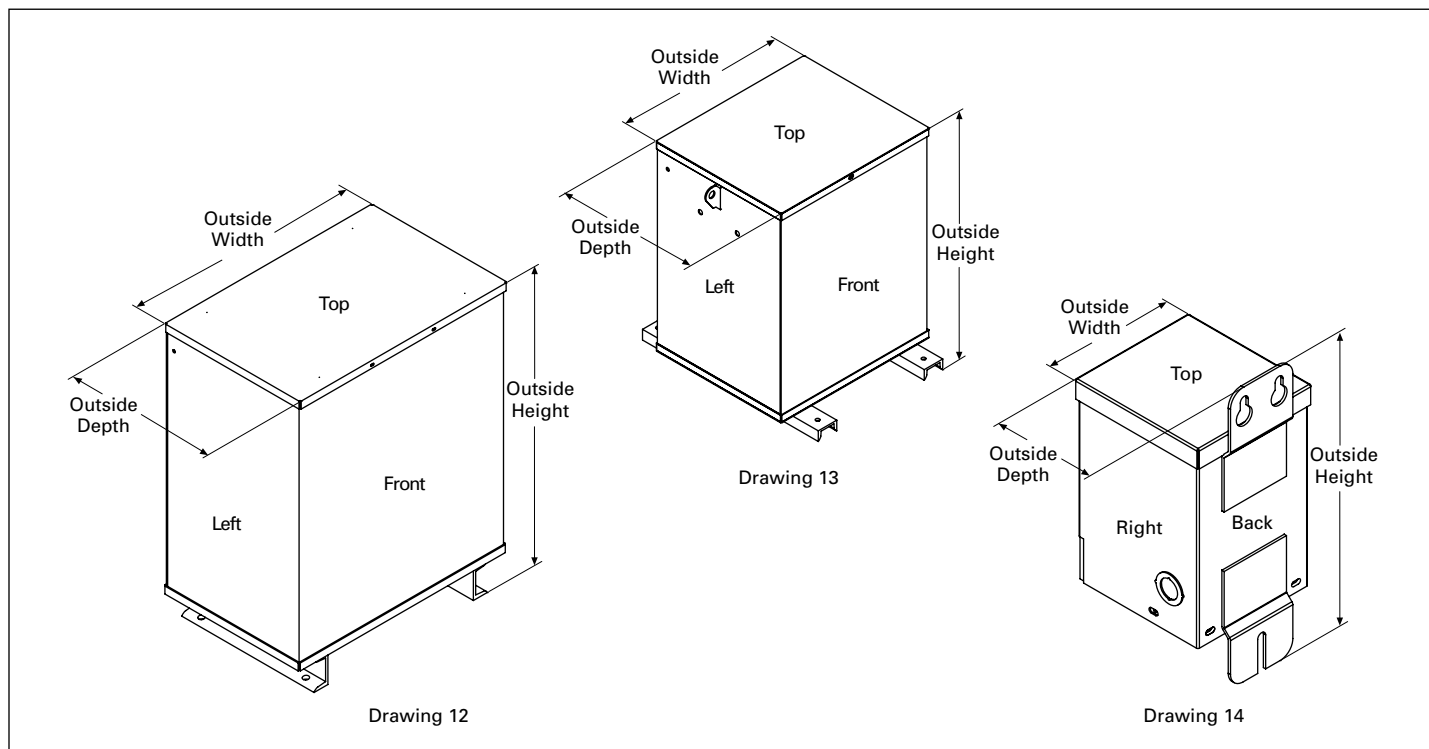 Outside
Width
Top
Outside
Depth
Outside
Height
Left
Front
Drawing 12
Outside
Width
Top
Outside
Depth
Outside
Height
Left
Front
Drawing 13
Outside
Width
Top
Outside
Depth
Outside
Height
Right
Back
Drawing 14